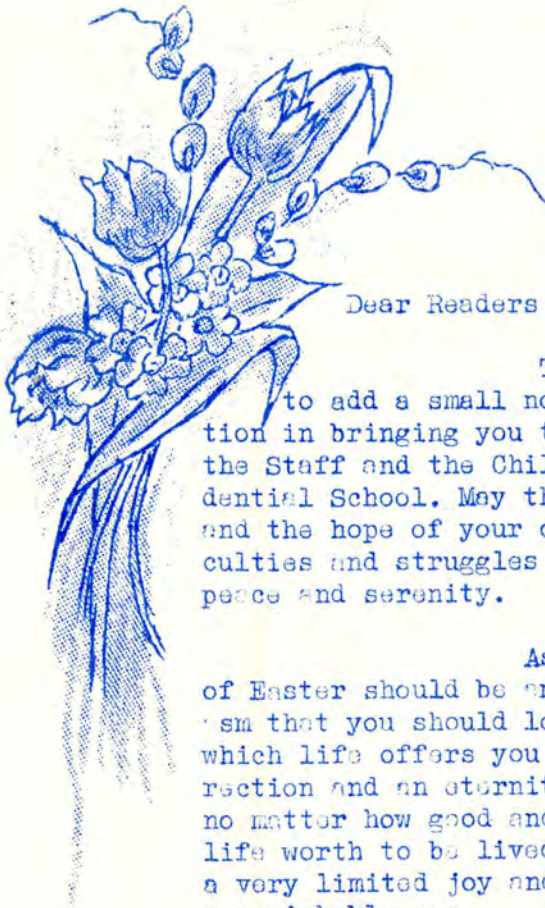 Dear Readers
T
to add a small no
tion in bringing you t
the Staff and the Chil
dential School. May th
and the hope of your o
culties and struggles
peace and serenity.
As
of Easter should be an
sm that you should lo
which life offers you
rection and an eternit
no matter how good and
life worth to be lived
a very limited joy and